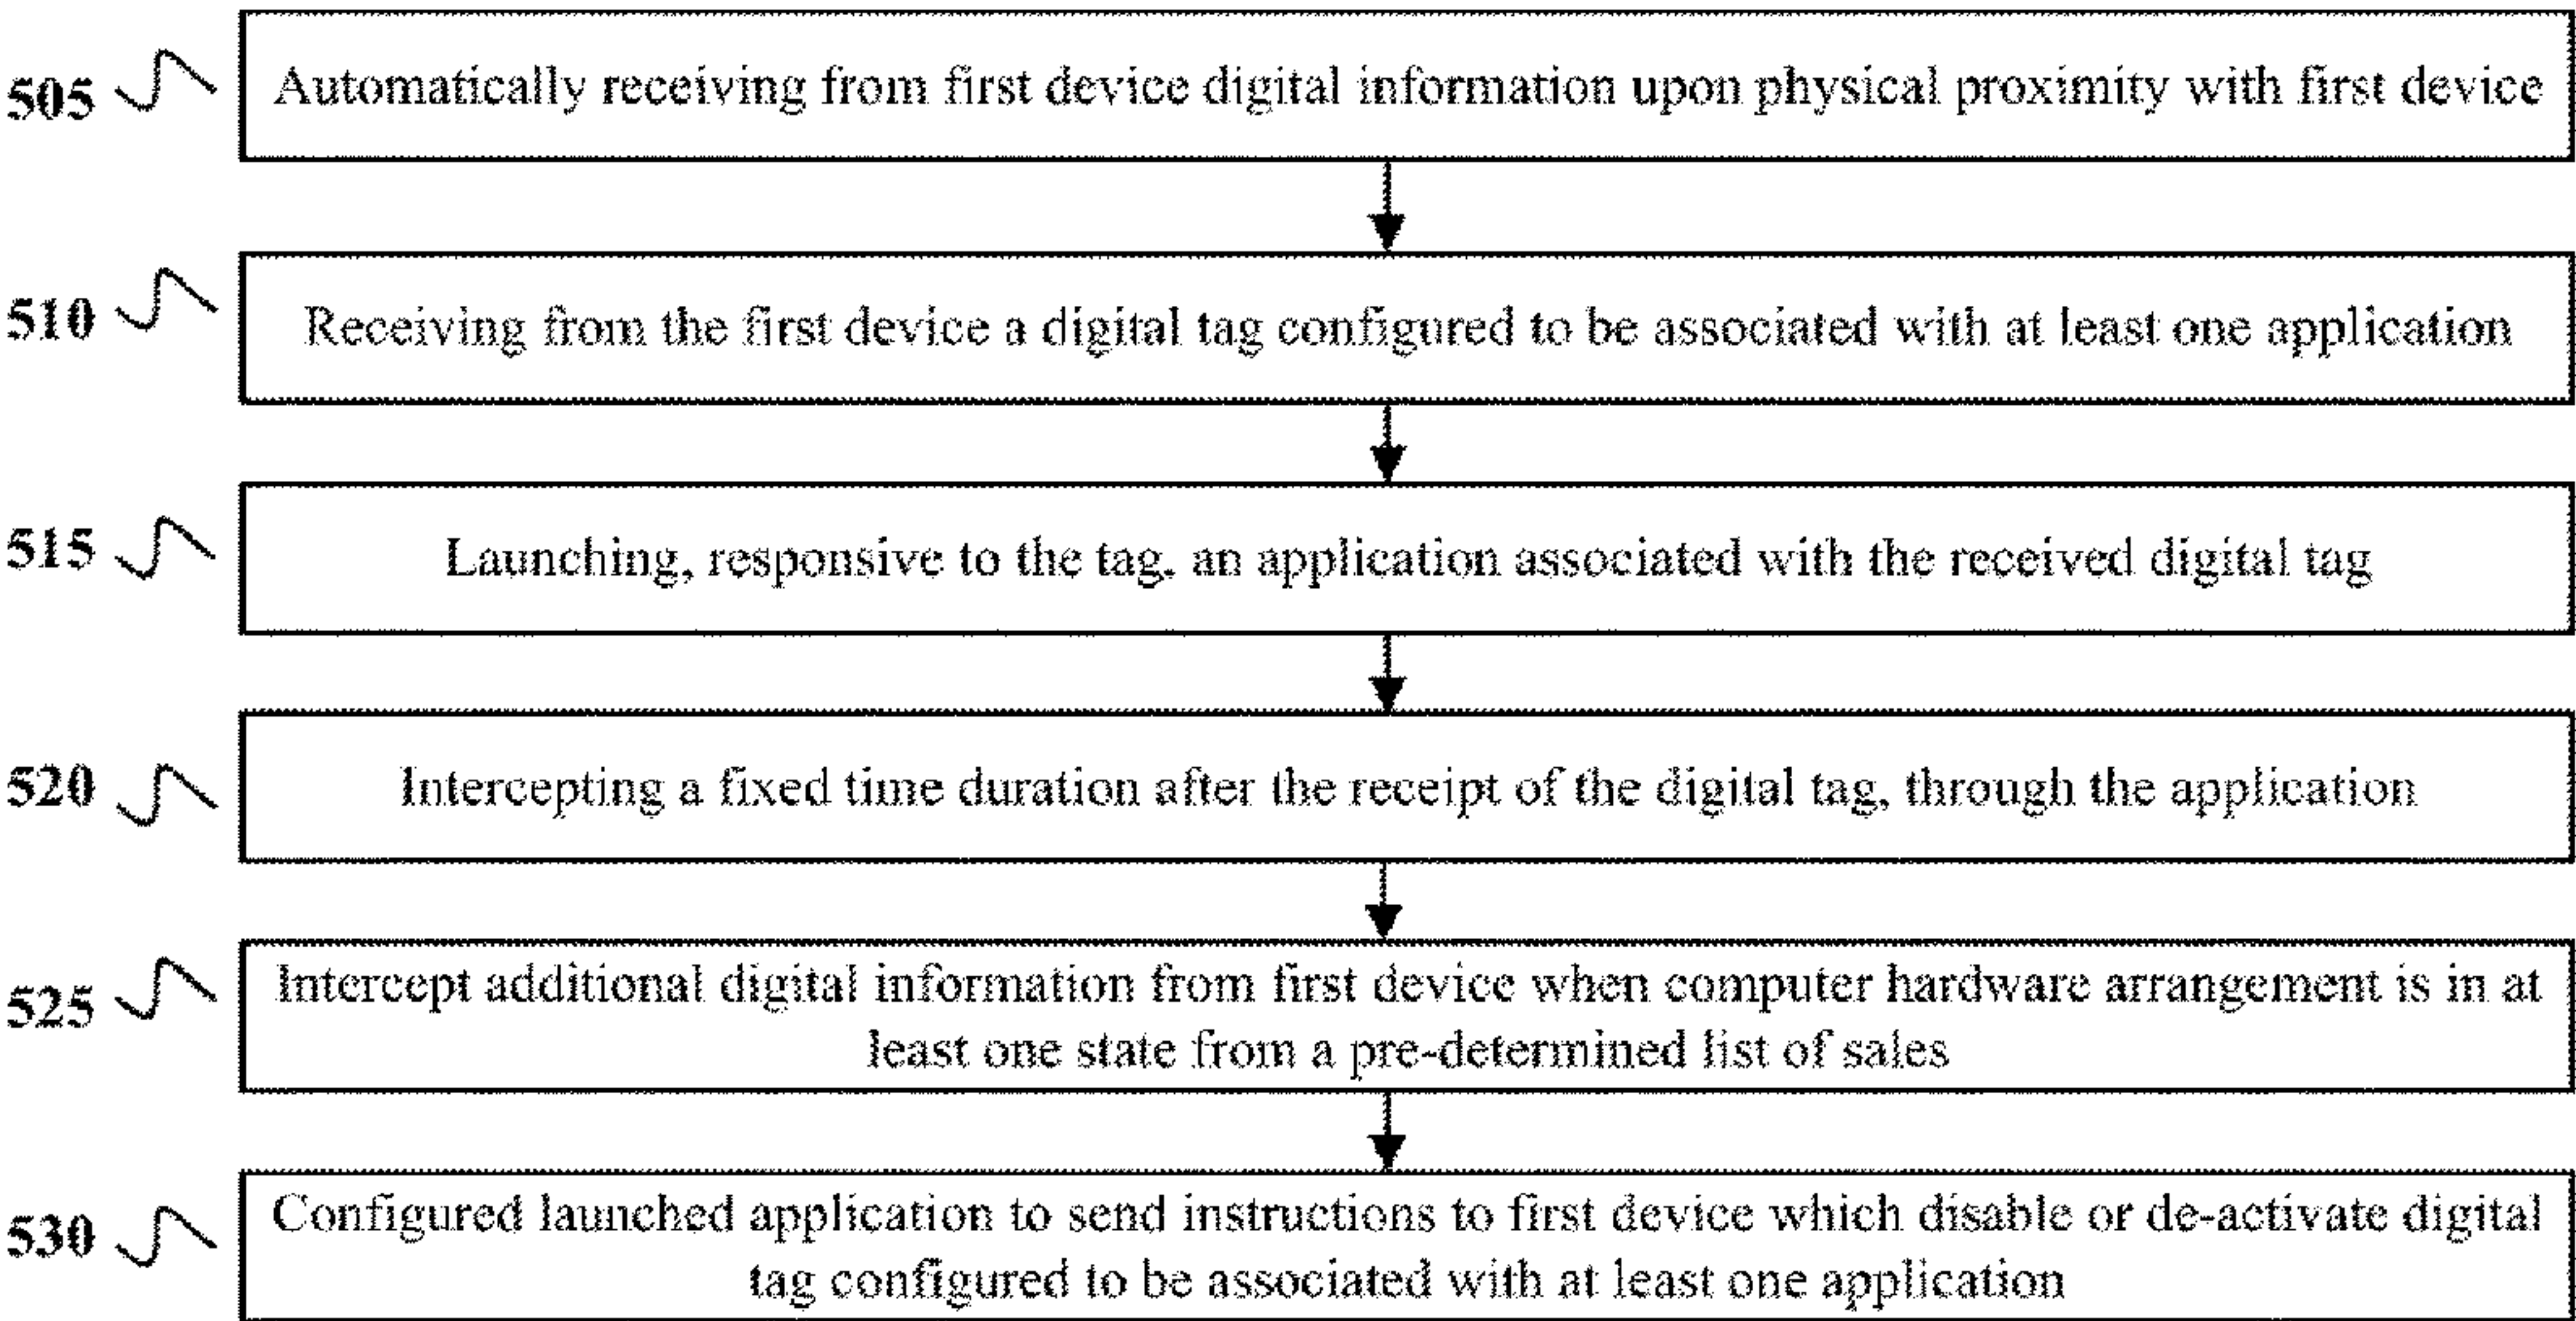 505 Automatically receiving from first device digital information upon physical proximity with first device
510 Receiving from the first device a digital tag configured to be associated with at least one application
515 Launching, responsive to the tag, an application associated with the received digital tag
520 Intercepting a fixed time duration after the receipt of the digital tag, through the application
525 Intercept additional digital information from first device when computer hardware arrangement is in at
least one state from a pre-determined list of sales
530 Configured launched application to send instructions to first device which disable or de-activate digital
tag configured to be associated with at least one application